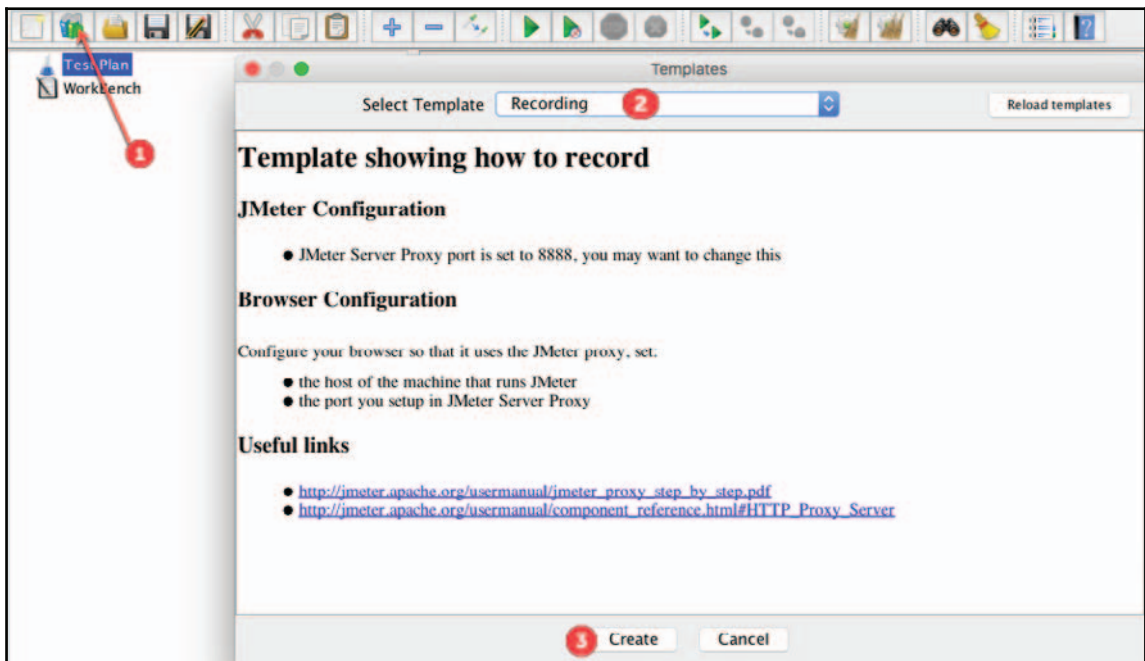 Test Plan
WorkBench
1
Templates
Select Template Recording 2 Reload templates
Template showing how to record
JMeter Configuration
● JMeter Server Proxy port is set to 8888, you may want to change this
Browser Configuration
Configure your browser so that it uses the JMeter proxy, set:
● the host of the machine that runs JMeter
● the port you setup in JMeter Server Proxy
Useful links
● http://jmeter.apache.org/usermanual/jmeter_proxy_step_by_step.pdf
● http://jmeter.apache.org/usermanual/component_reference.html#HTTP_Proxy_Server
3 Create Cancel